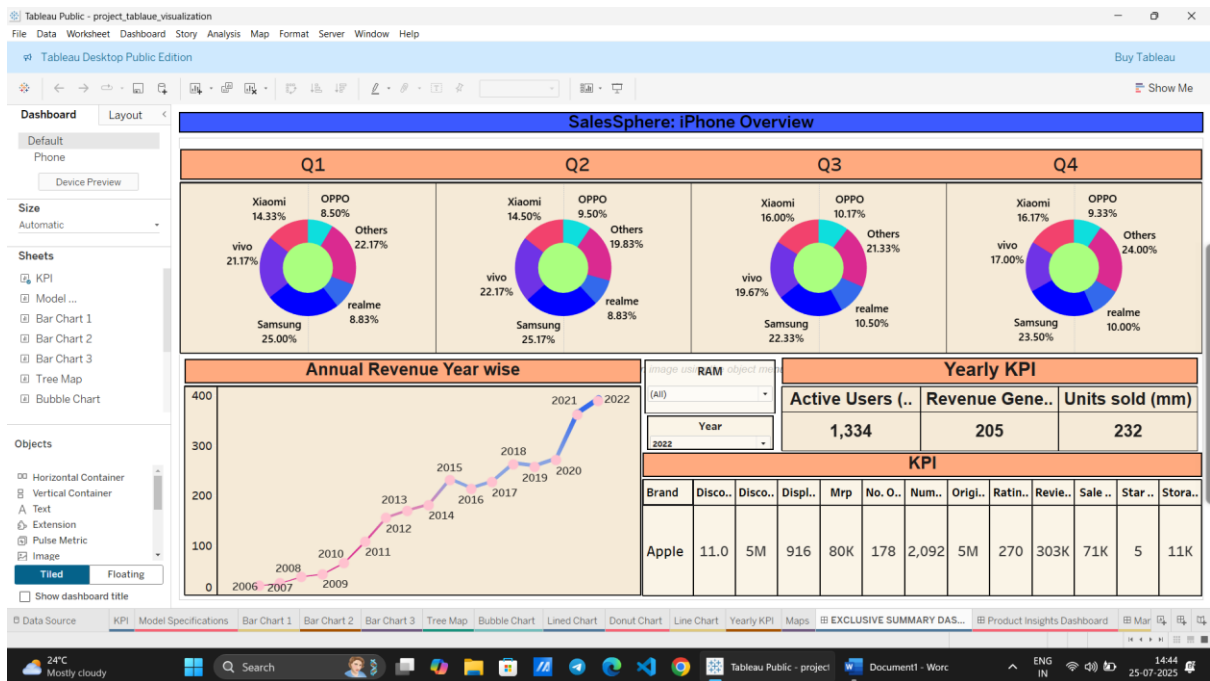 Tableau Public - project_tablaue_visualization
File Data Worksheet Dashboard Story Analysis Map Format Server Window Help
Tableau Desktop Public Edition
Buy Tableau
Show Me
Dashboard Layout
Default
Phone
Device Preview
Size
Automatic
Sheets
KPI
Model ...
Bar Chart 1
Bar Chart 2
Bar Chart 3
Tree Map
Bubble Chart
Objects
Horizontal Container
Vertical Container
Text
Extension
Pulse Metric
Image
Tiled Floating
Show dashboard title
SalesSphere: iPhone Overview
Q1 Q2 Q3 Q4
Xiaomi
14.33%
OPPO
8.50%
Others
22.17%
vivo
21.17%
realme
8.83%
Samsung
25.00%
Xiaomi
14.50%
OPPO
9.50%
Others
19.83%
vivo
22.17%
realme
8.83%
Samsung
25.17%
Xiaomi
16.00%
OPPO
10.17%
Others
21.33%
vivo
19.67%
realme
10.50%
Samsung
22.33%
Xiaomi
16.17%
OPPO
9.33%
Others
24.00%
vivo
17.00%
realme
10.00%
Samsung
23.50%
Annual Revenue Year wise
400
300
200
100
0
2006
2007
2008
2009
2010
2011
2012
2013
2014
2015
2016
2017
2018
2019
2020
2021
2022
RAM
(All)
Year
2022
Yearly KPI
Active Users (.. Revenue Gene.. Units sold (mm)
1,334 205 232
KPI
Brand Disco.. Disco.. Displ.. Mrp No. O.. Num.. Origi.. Ratin.. Revie.. Sale .. Star .. Stora..
Apple 11.0 5M 916 80K 178 2,092 5M 270 303K 71K 5 11K
Data Source KPI Model Specifications Bar Chart 1 Bar Chart 2 Bar Chart 3 Tree Map Bubble Chart Lined Chart Donut Chart Line Chart Yearly KPI Maps EXCLUSIVE SUMMARY DAS... Product Insights Dashboard Mar
24°C
Mostly cloudy
Search
Tableau Public - project
Document1 - Word
ENG
IN
14:44
25-07-2025